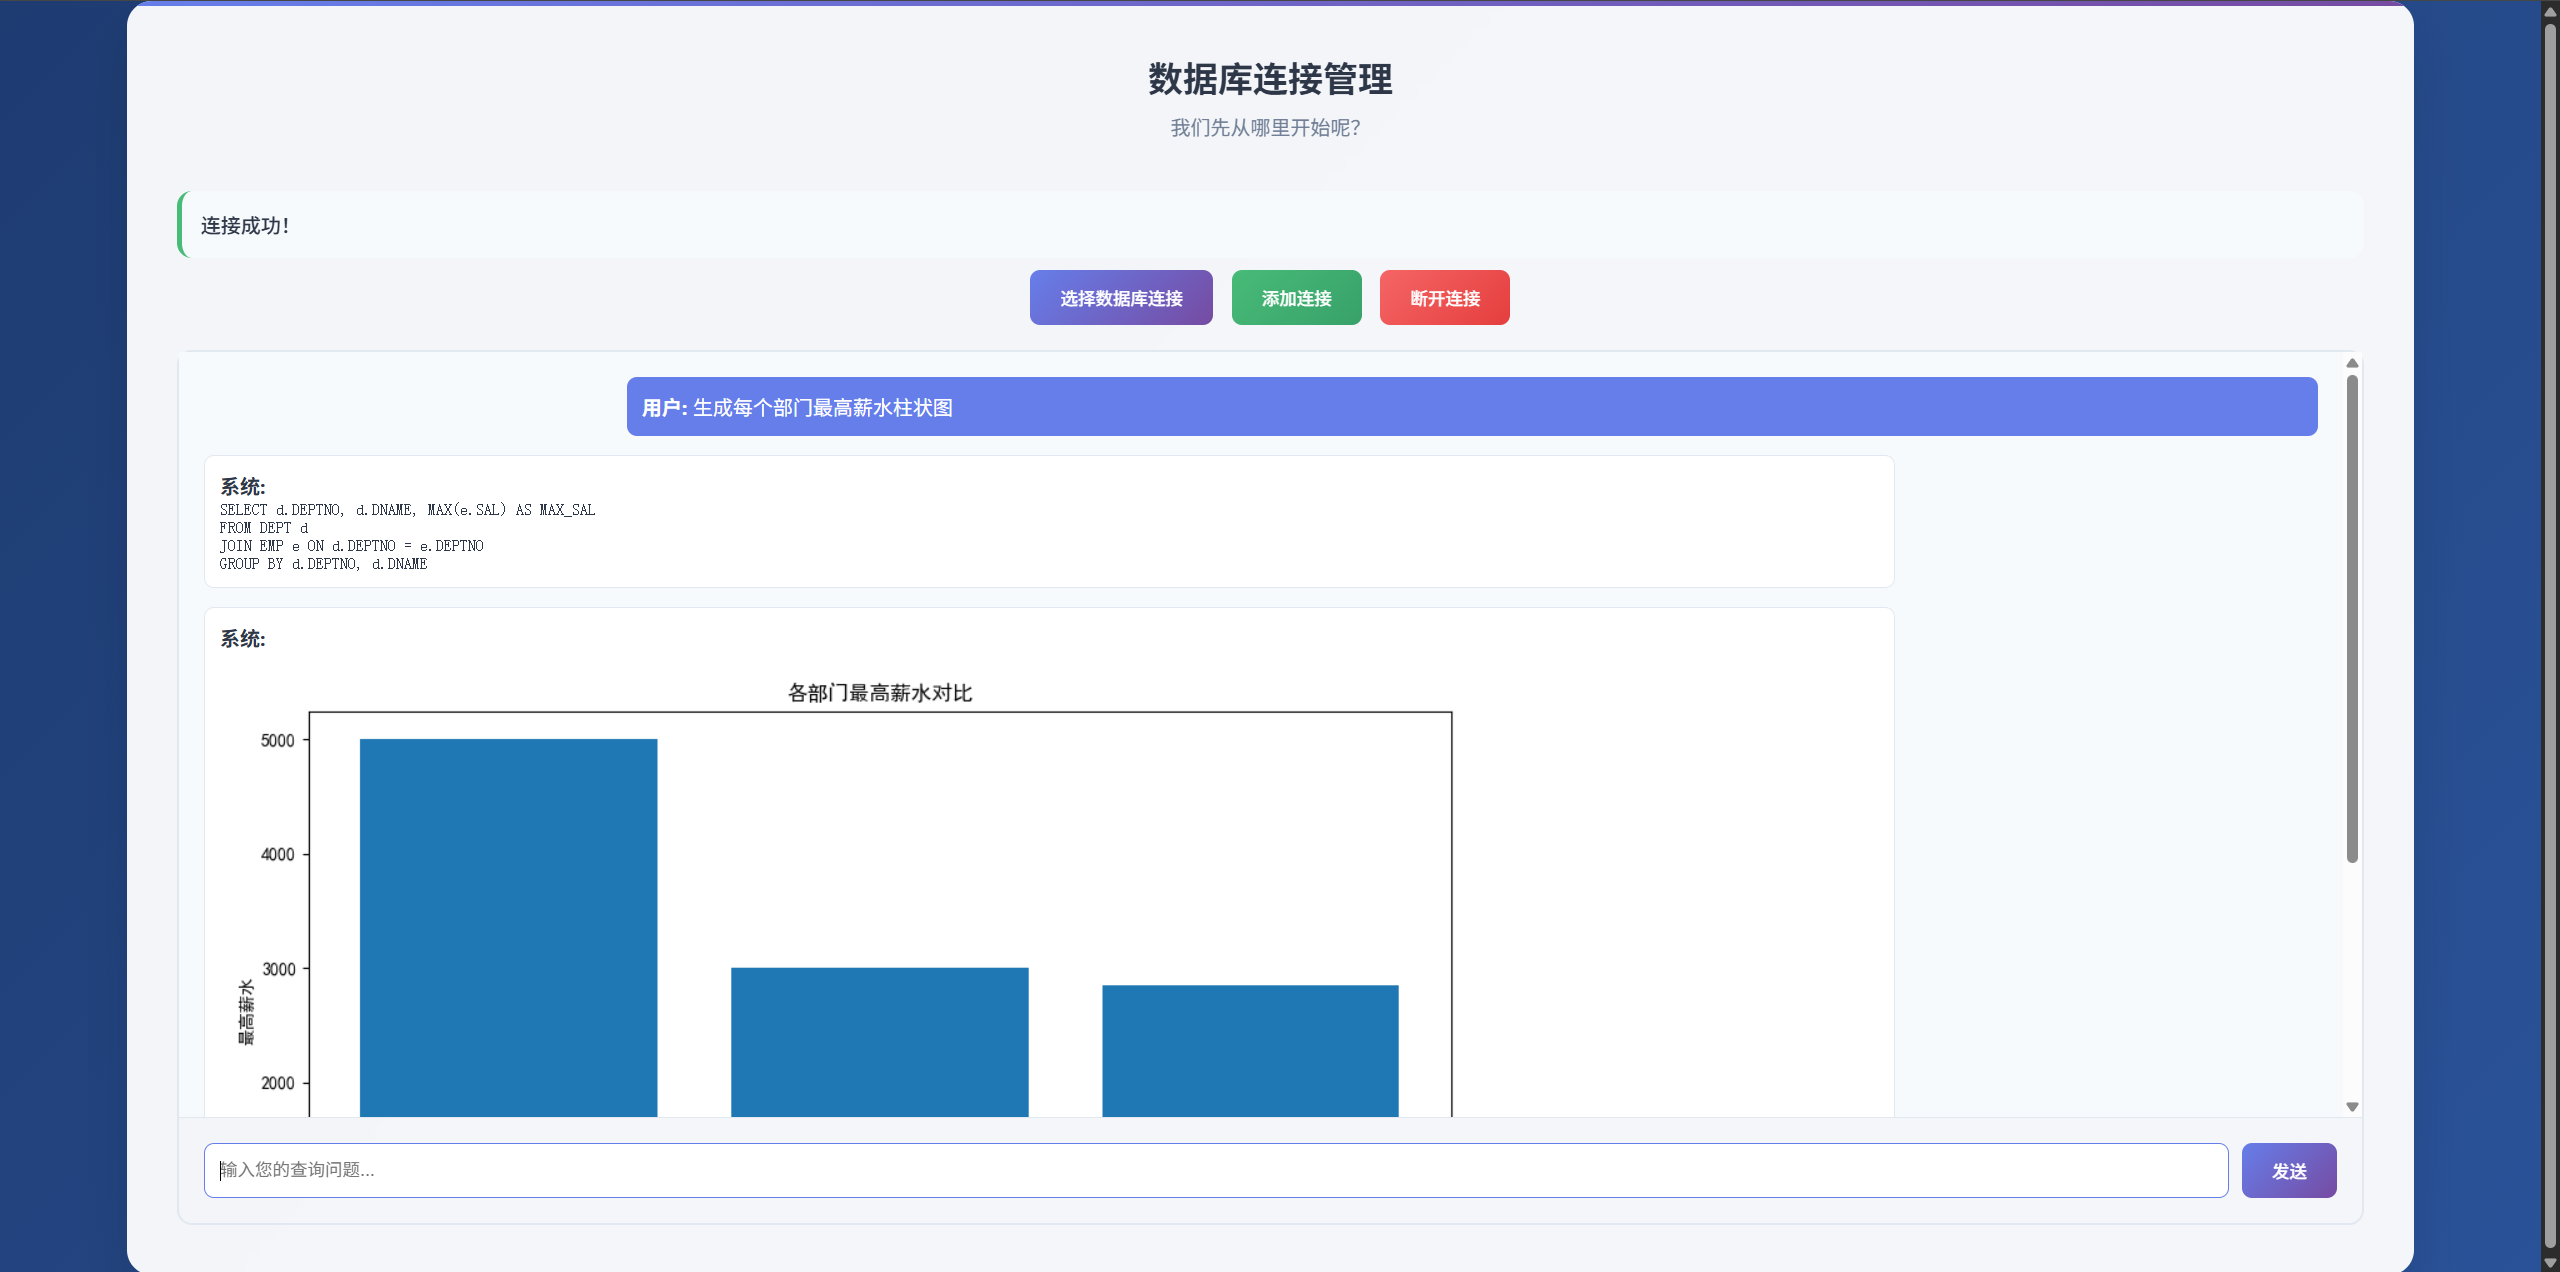 数据库连接管理
我们先从哪里开始呢？
连接成功！
选择数据库连接
添加连接
断开连接
用户: 生成每个部门最高薪水柱状图
系统:
SELECT d.DEPTNO, d.DNAME, MAX(e.SAL) AS MAX_SAL
FROM DEPT d
JOIN EMP e ON d.DEPTNO = e.DEPTNO
GROUP BY d.DEPTNO, d.DNAME
系统:
各部门最高薪水对比
5000
4000
3000
2000
最高薪水
输入您的查询问题...
发送